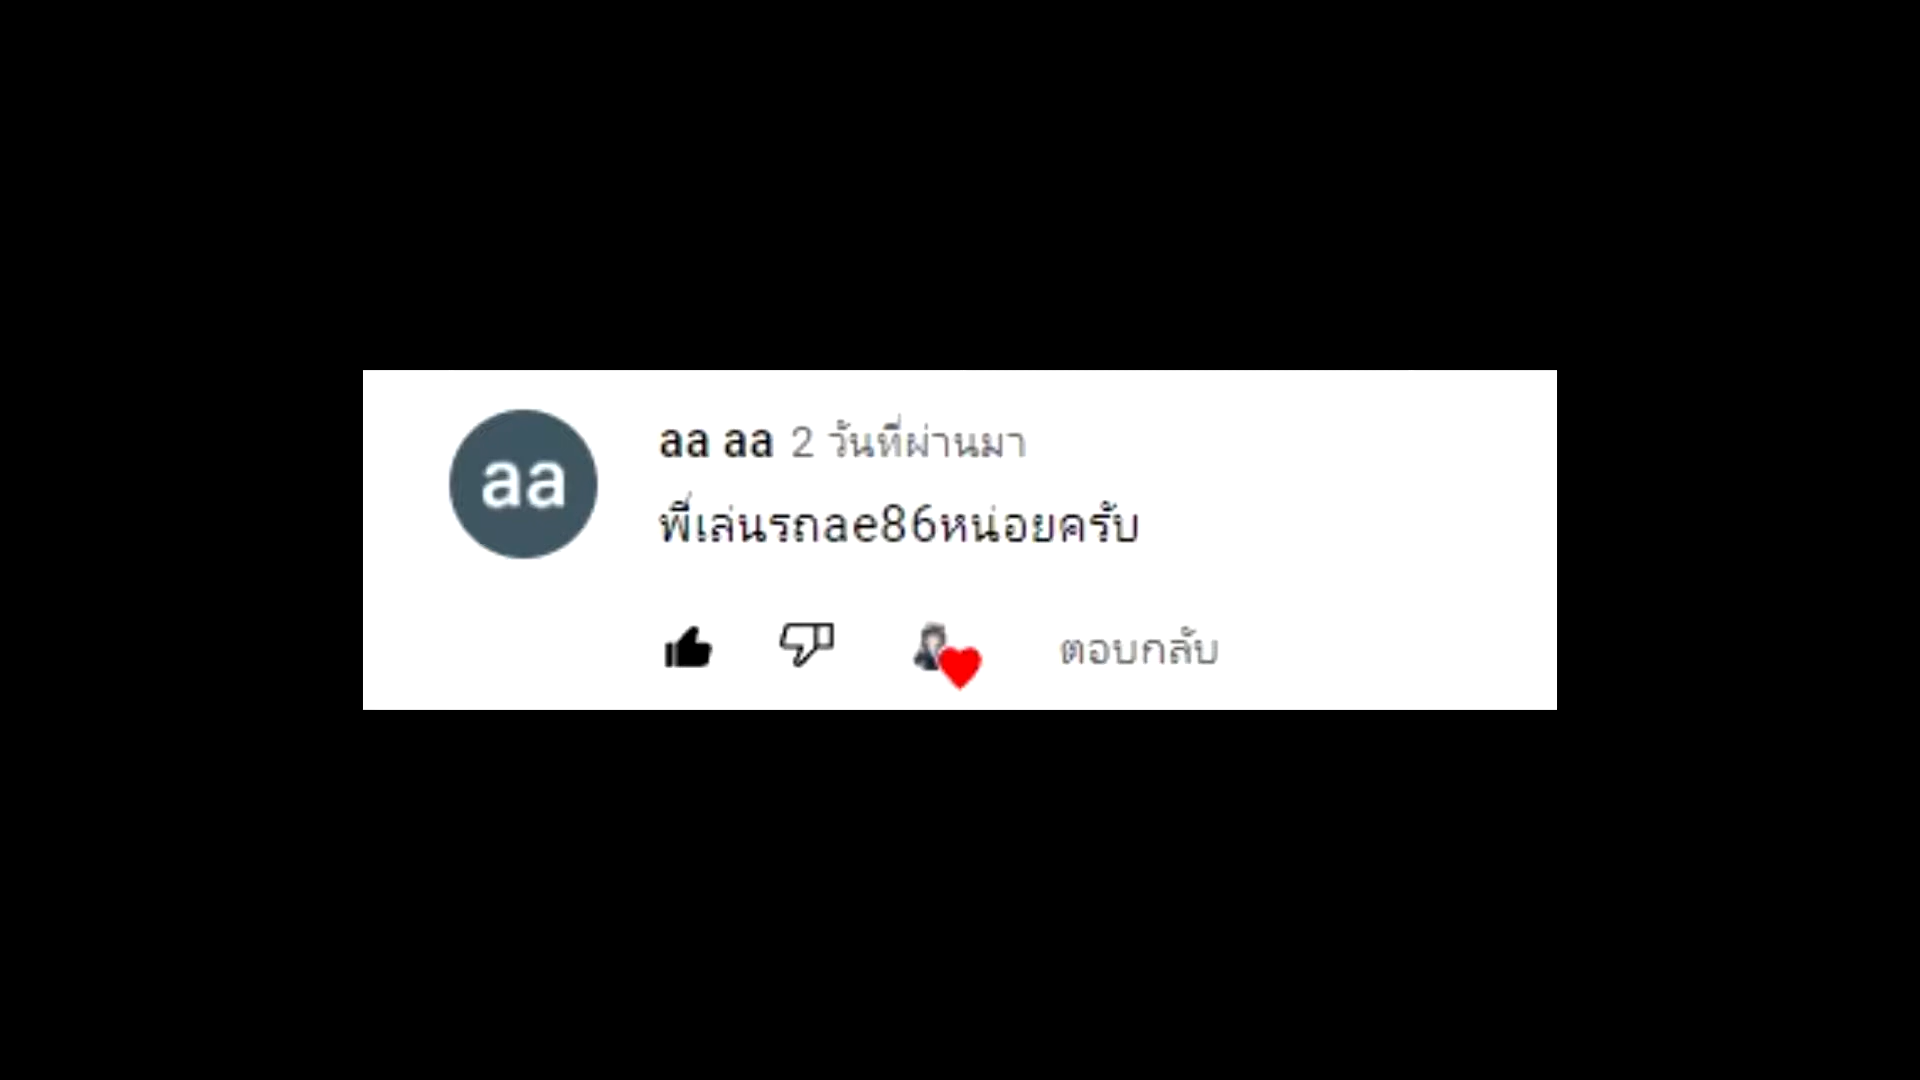 aa
aa aa 2 วันที่ผ่านมา
พี่เล่นรถae86หน่อยครับ
ตอบกลับ